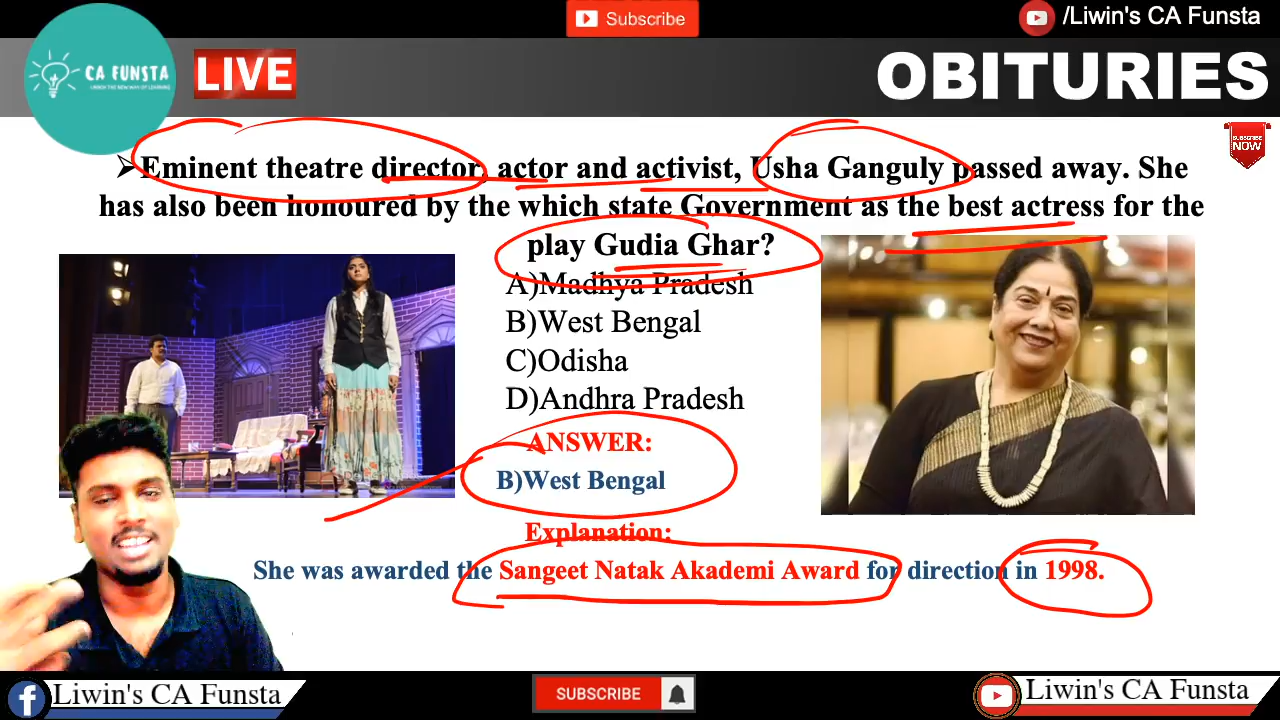 Subscribe
/Liwin's CA Funsta
CA FUNSTA
LIVE
OBITURIES
SUBSCRIBE
NOW
➢Eminent theatre director, actor and activist, Usha Ganguly passed away. She
has also been honoured by the which state Government as the best actress for the
play Gudia Ghar?
A)Madhya Pradesh
B)West Bengal
C)Odisha
D)Andhra Pradesh
ANSWER:
B)West Bengal
Explanation:
She was awarded the Sangeet Natak Akademi Award for direction in 1998.
Liwin's CA Funsta
SUBSCRIBE
Liwin's CA Funsta